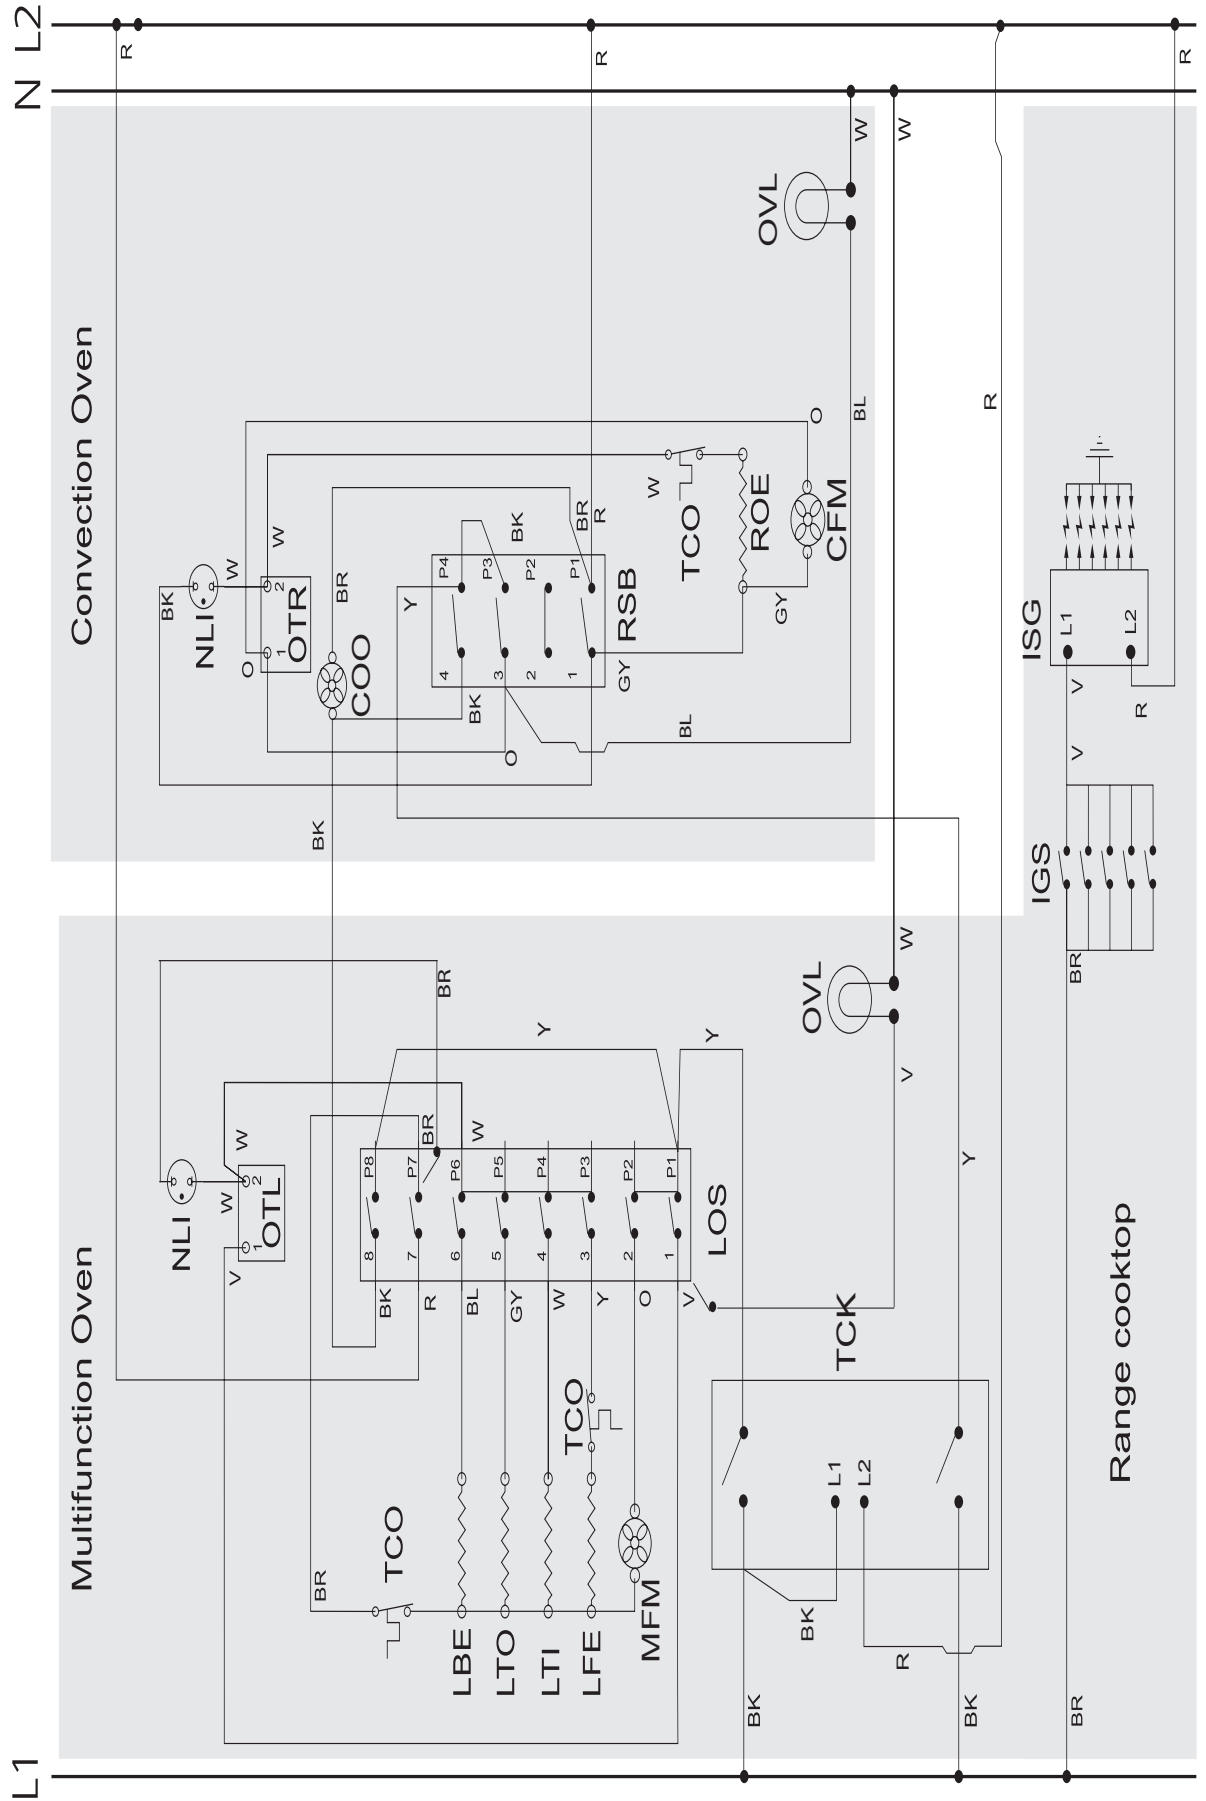 L2
N
L1
R
R
R
W
W
Convection Oven
OVL
BK
NLI
W
W
O
1
2
OTR
BR
COO
Y
P4
P3
P2
P1
BK
BR
R
4
3
2
1
RSB
BK
O
GY
W
TCO
ROE
GY
CFM
O
BL
BL
BK
R
ISG
L1
L2
V
R
V
IGS
BR
Multifunction Oven
NLI
W
W
V
1
2
OTL
BR
BR
W
Y
Y
P8
P7
P6
P5
P4
P3
P2
P1
8
7
6
5
4
3
2
1
LOS
BK
R
BL
GY
W
Y
O
V
OVL
W
V
Y
TCK
L1
L2
TCO
BR
TCO
LBE
LTO
LTI
LFE
MFM
BK
R
BK
BK
BR
Range cooktop